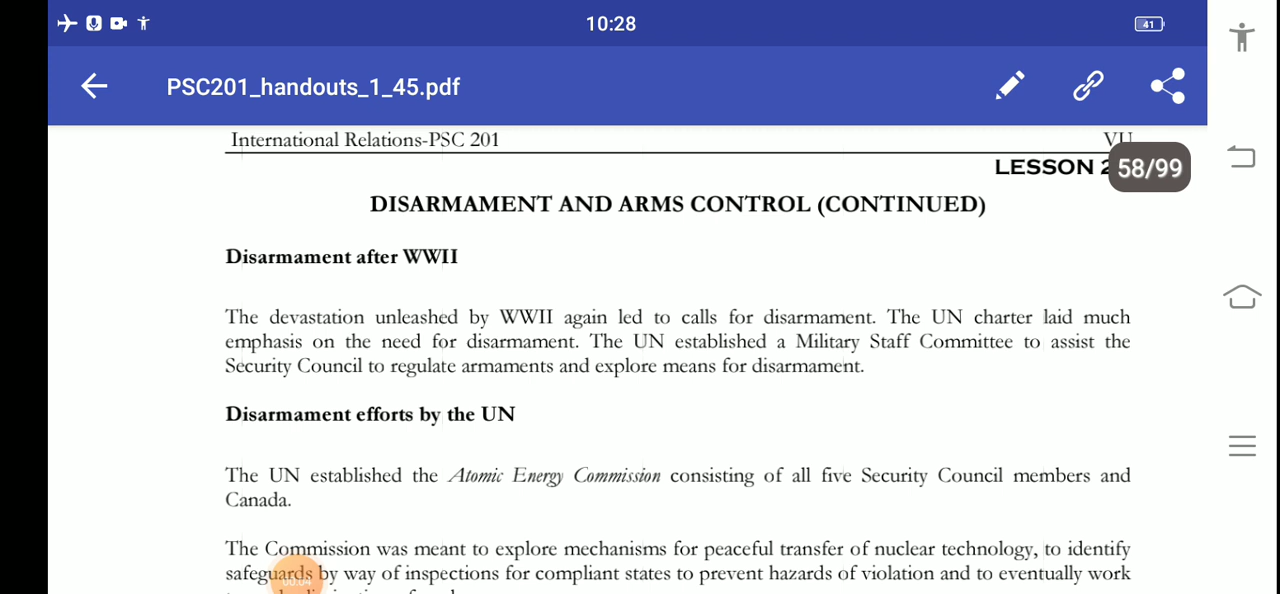 10:28
41
PSC201_handouts_1_45.pdf
International Relations-PSC 201 VU
LESSON
58/99
DISARMAMENT AND ARMS CONTROL (CONTINUED)
Disarmament after WWII
The devastation unleashed by WWII again led to calls for disarmament. The UN charter laid much
emphasis on the need for disarmament. The UN established a Military Staff Committee to assist the
Security Council to regulate armaments and explore means for disarmament.
Disarmament efforts by the UN
The UN established the Atomic Energy Commission consisting of all five Security Council members and
Canada.
The Commission was meant to explore mechanisms for peaceful transfer of nuclear technology, to identify
safeguards by way of inspections for compliant states to prevent hazards of violation and to eventually work
00:04